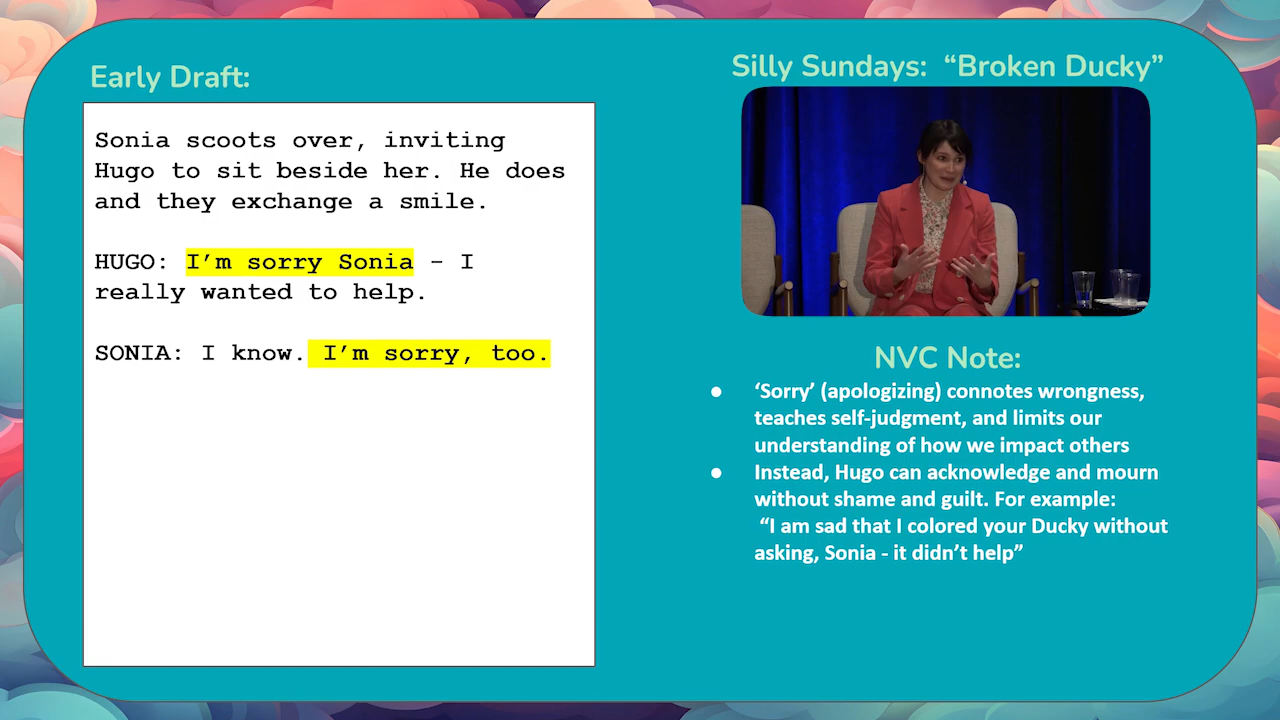 Early Draft:
Sonia scoots over, inviting
Hugo to sit beside her. He does
and they exchange a smile.
HUGO: I’m sorry Sonia – I
really wanted to help.
SONIA: I know. I’m sorry, too.
Silly Sundays: “Broken Ducky”
NVC Note:
● ‘Sorry’ (apologizing) connotes wrongness,
teaches self-judgment, and limits our
understanding of how we impact others
● Instead, Hugo can acknowledge and mourn
without shame and guilt. For example:
“I am sad that I colored your Ducky without
asking, Sonia - it didn’t help”